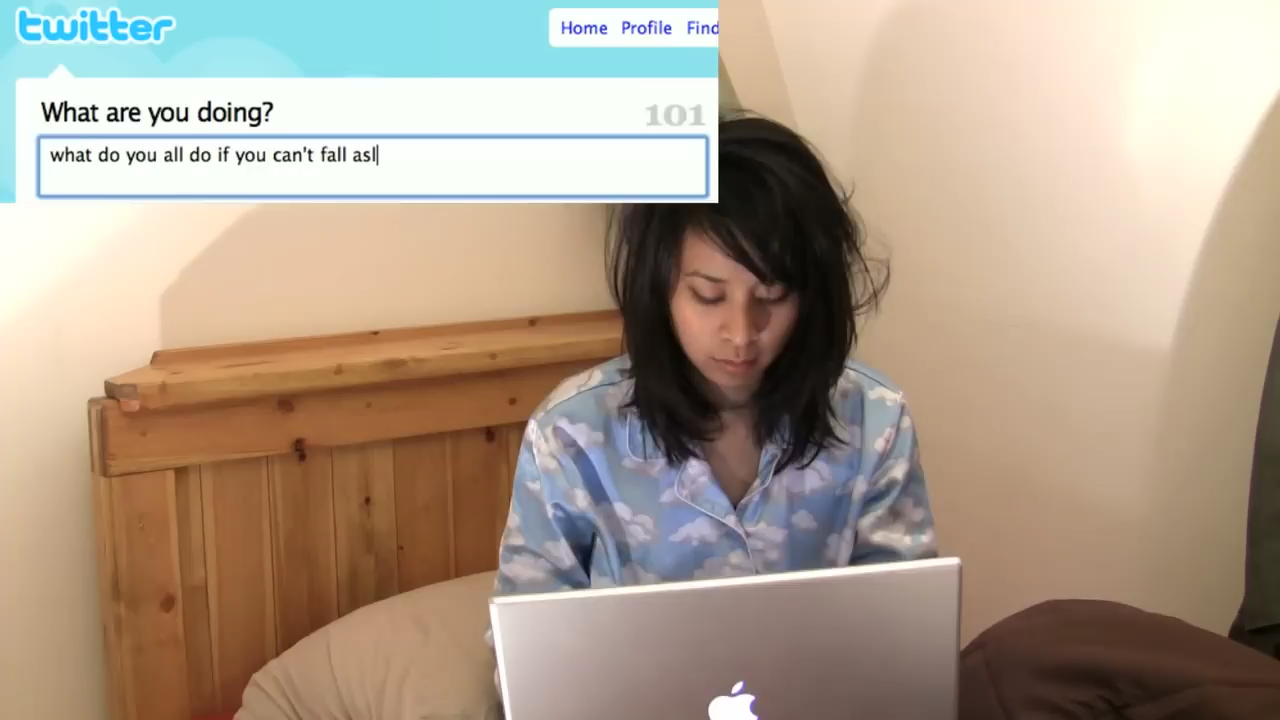 twitter
Home Profile Find
What are you doing?
101
what do you all do if you can't fall asl